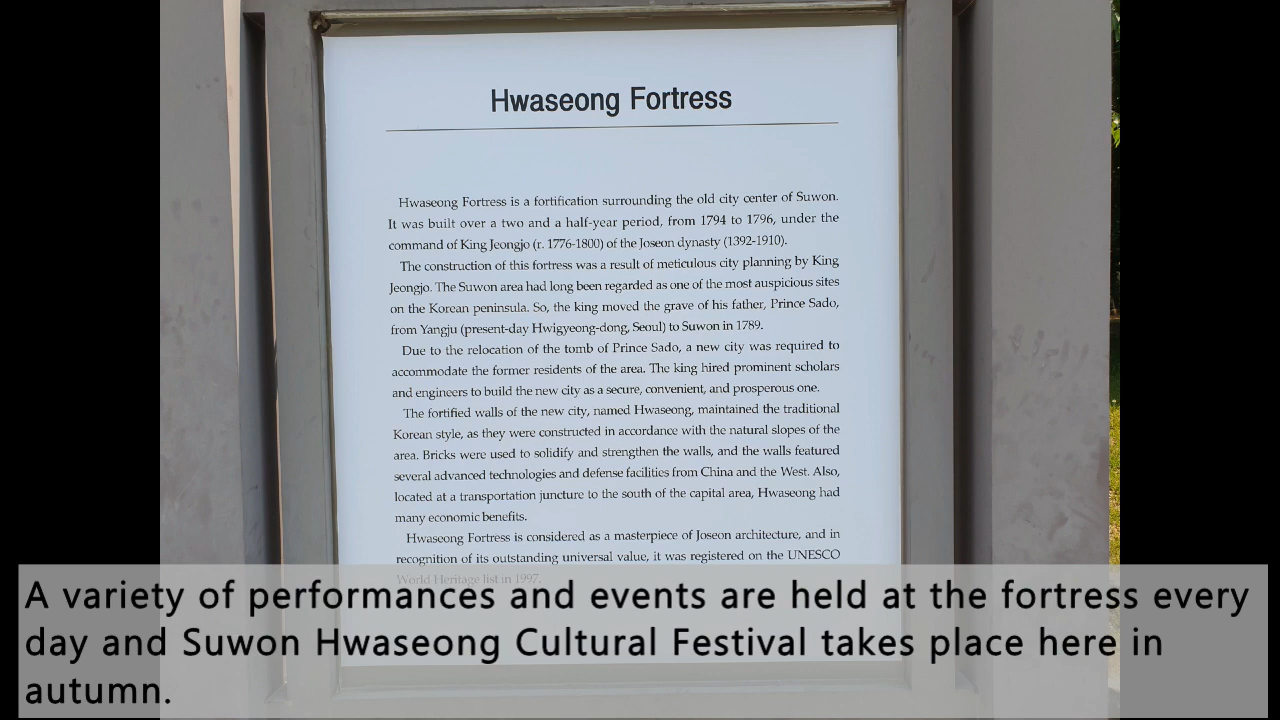 Hwaseong Fortress
Hwaseong Fortress is a fortification surrounding the old city center of Suwon.
It was built over a two and a half-year period, from 1794 to 1796, under the
command of King Jeongjo (r. 1776-1800) of the Joseon dynasty (1392-1910).
The construction of this fortress was a result of meticulous city planning by King
Jeongjo. The Suwon area had long been regarded as one of the most auspicious sites
on the Korean peninsula. So, the king moved the grave of his father, Prince Sado,
from Yangju (present-day Hwigyeong-dong, Seoul) to Suwon in 1789.
Due to the relocation of the tomb of Prince Sado, a new city was required to
accommodate the former residents of the area. The king hired prominent scholars
and engineers to build the new city as a secure, convenient, and prosperous one.
The fortified walls of the new city, named Hwaseong, maintained the traditional
Korean style, as they were constructed in accordance with the natural slopes of the
area. Bricks were used to solidify and strengthen the walls, and the walls featured
several advanced technologies and defense facilities from China and the West. Also,
located at a transportation juncture to the south of the capital area, Hwaseong had
many economic benefits.
Hwaseong Fortress is considered as a masterpiece of Joseon architecture, and in
recognition of its outstanding universal value, it was registered on the UNESCO
World Heritage list in 1997.
A variety of performances and events are held at the fortress every
day and Suwon Hwaseong Cultural Festival takes place here in
autumn.